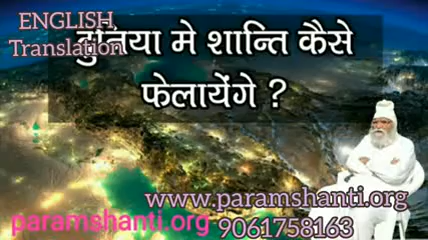 ENGLISH,
Translation
दुनिया मे शान्ति कैसे
फेलायेंगे ?
www.paramshanti.org
paramshanti.org 9061758163